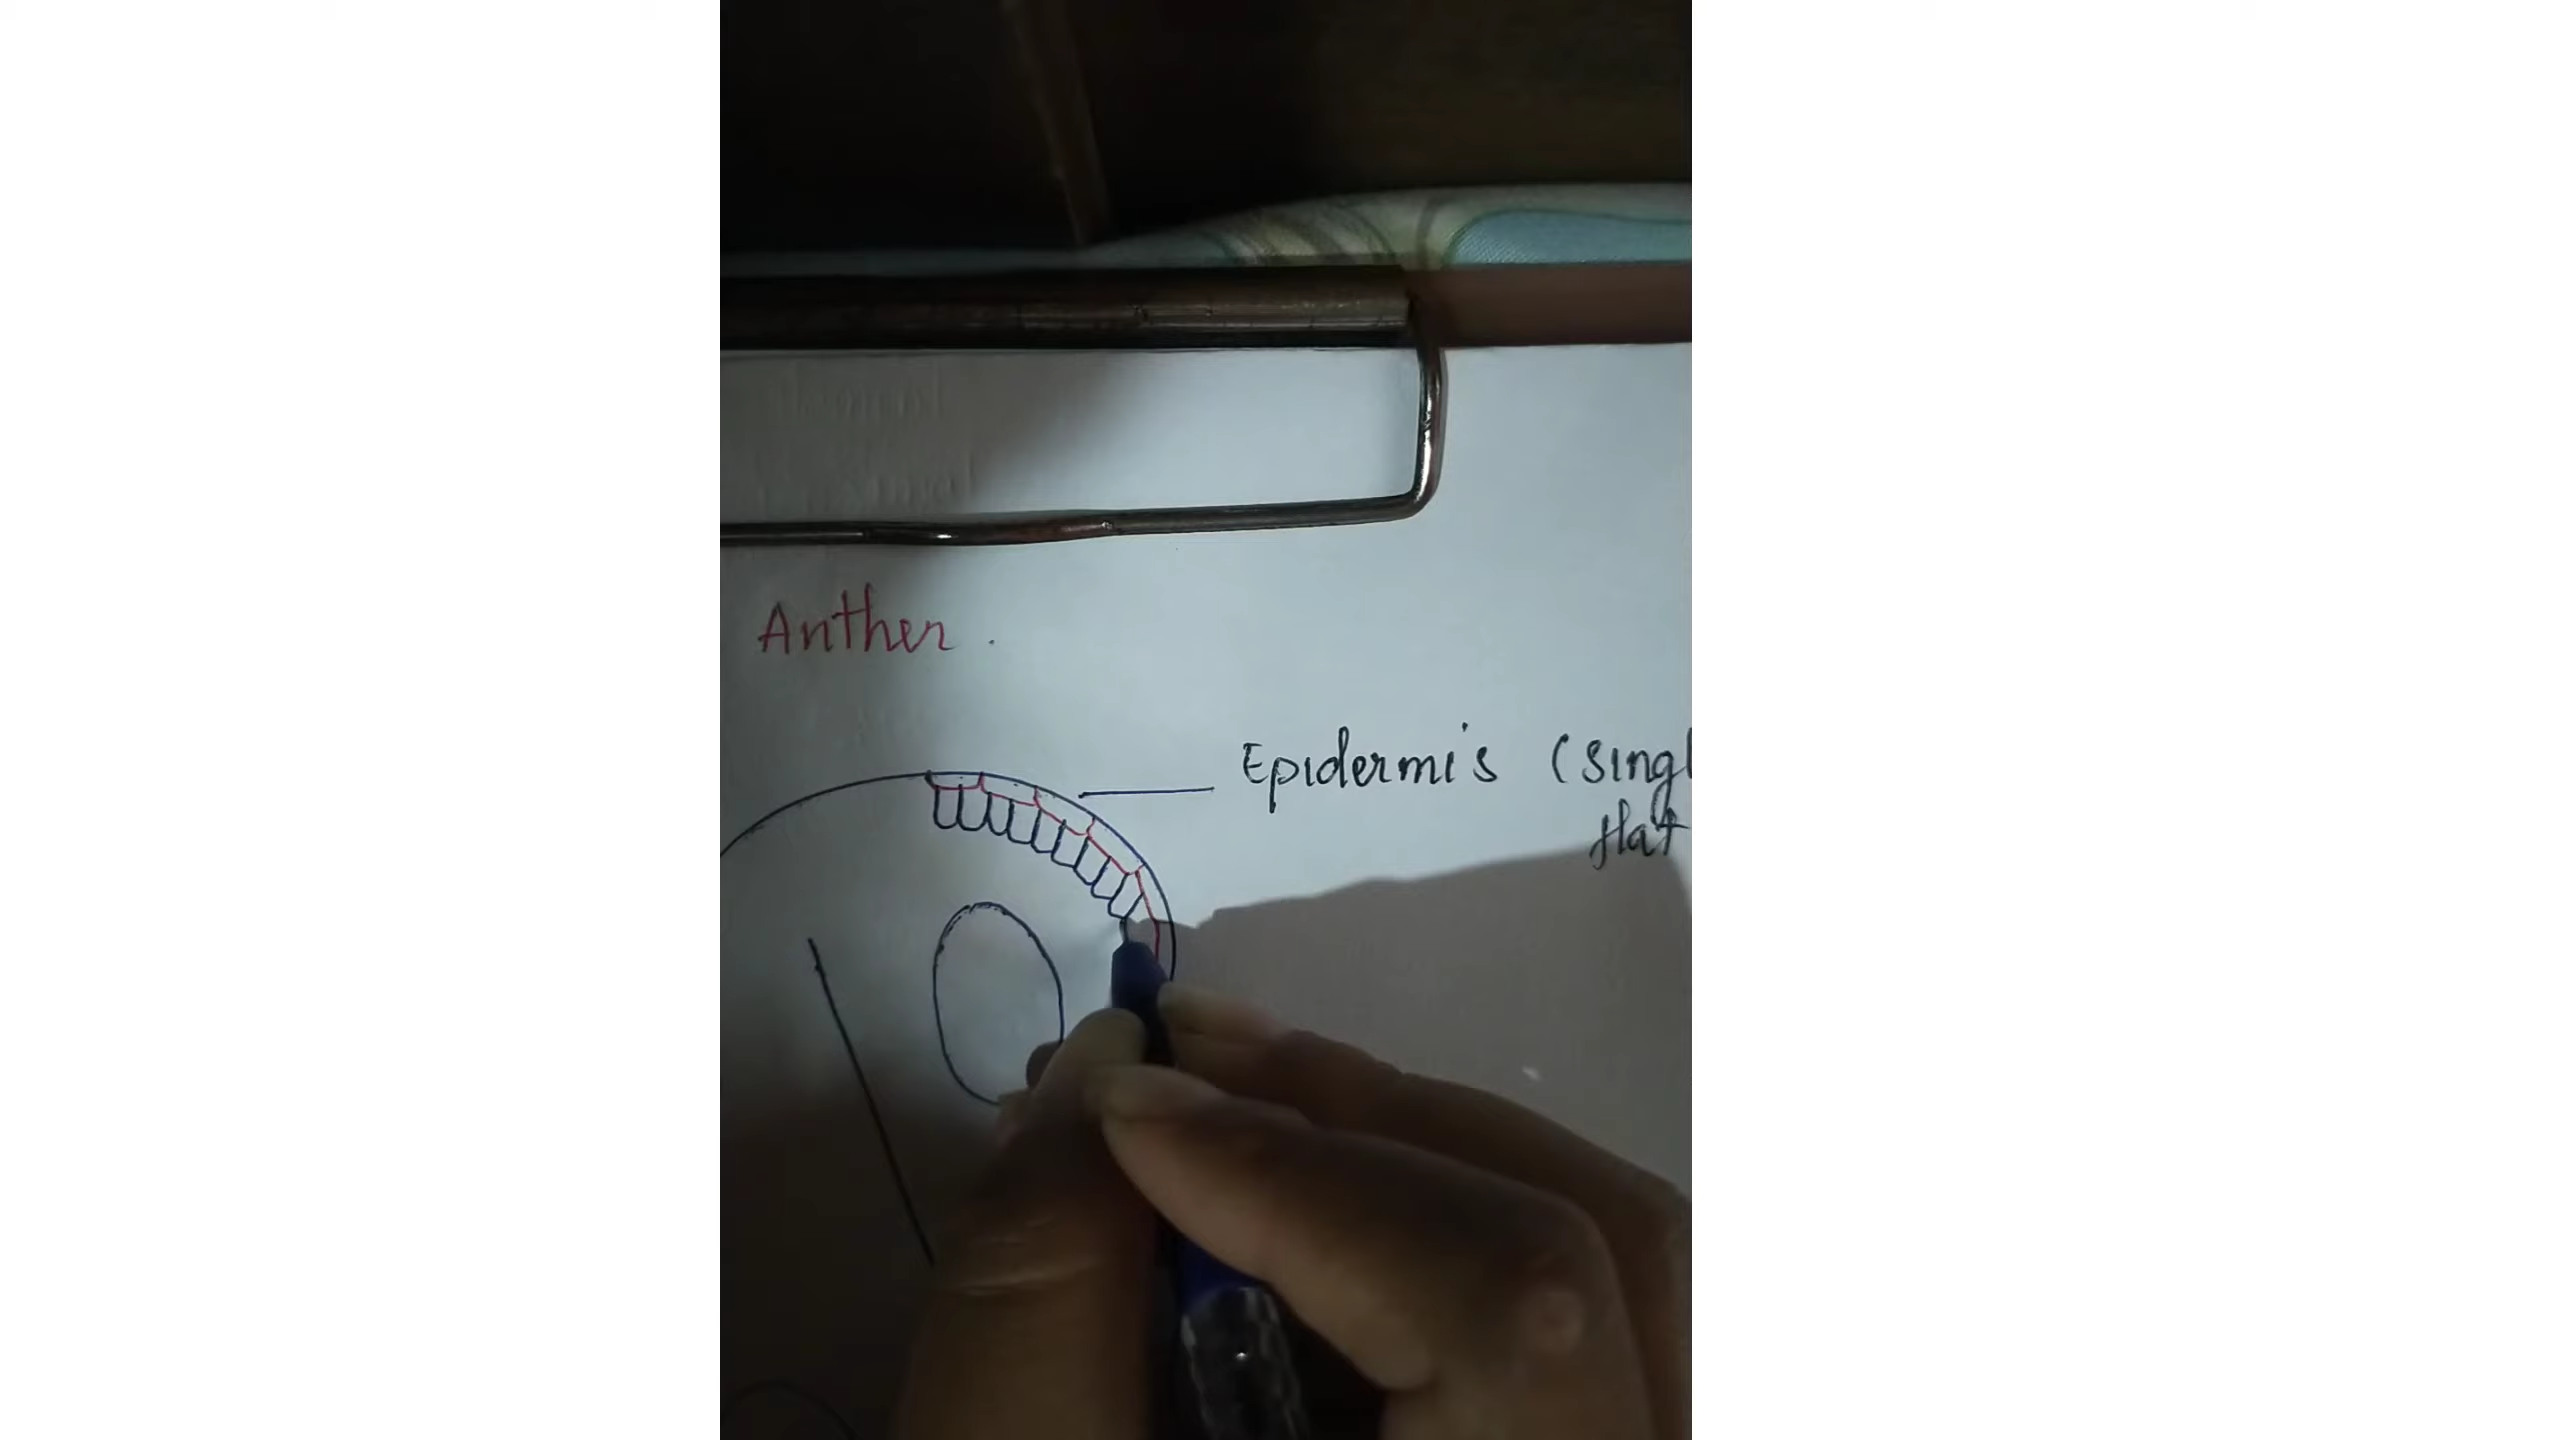 Anther.
Epidermis (singl
flat